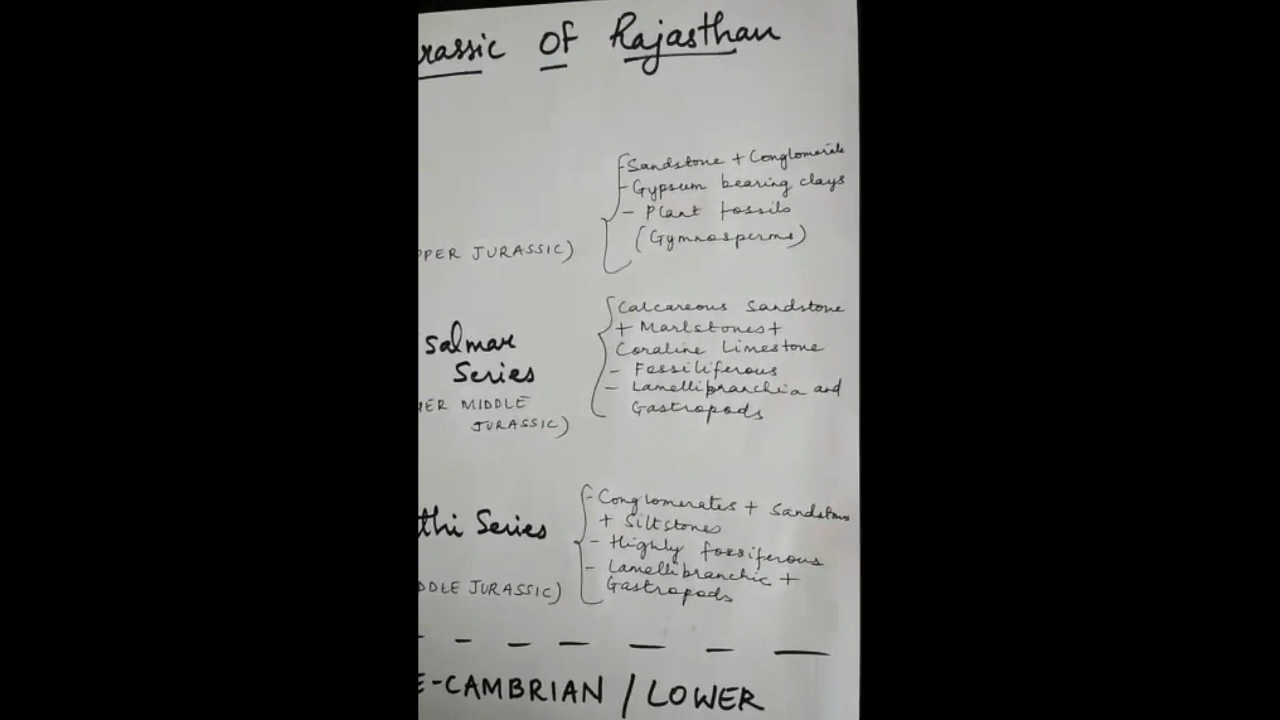 rassic of Rajasthan
- Sandstone + Conglomerate
- Gypsum bearing clays
- Plant fossils
(Gymnosperms)
PPER JURASSIC)
Calcareous Sandstone
+ Marlstones +
Coraline Limestone
- Fossiliferous
- Lamellibranchia and
Gastropods
salmar
Series
ER MIDDLE
JURASSIC)
- Conglomerates + Sandstones
+ Siltstones
- Highly fossiferous
- Lamellibranchic +
Gastropods
thi Series
DDLE JURASSIC)
E-CAMBRIAN / LOWER